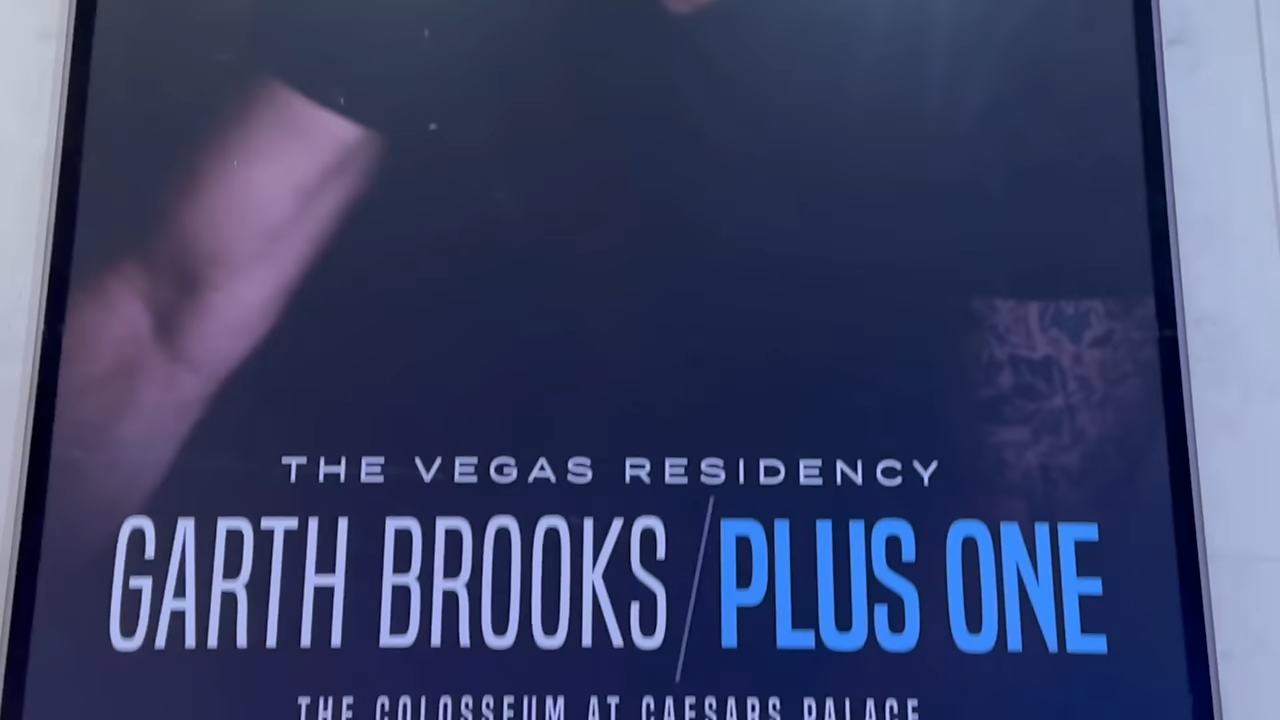 THE VEGAS RESIDENCY
GARTH BROOKS / PLUS ONE
THE COLOSSEUM AT CAESARS PALACE